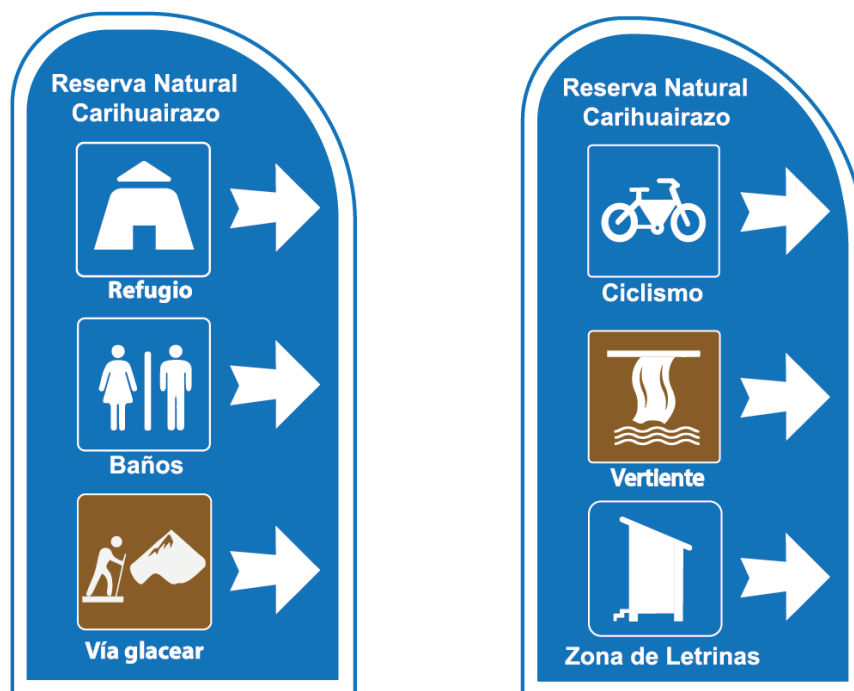 Reserva Natural
Carihuairazo
Refugio
Baños
Vía glacear
Reserva Natural
Carihuairazo
Ciclismo
Vertiente
Zona de Letrinas